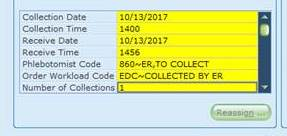 Collection Date 10/13/2017
Collection Time 1400
Receive Date 10/13/2017
Receive Time 1456
Phlebotomist Code 860~ER,TO COLLECT
Order Workload Code EDC~COLLECTED BY ER
Number of Collections 1
Reassign ...